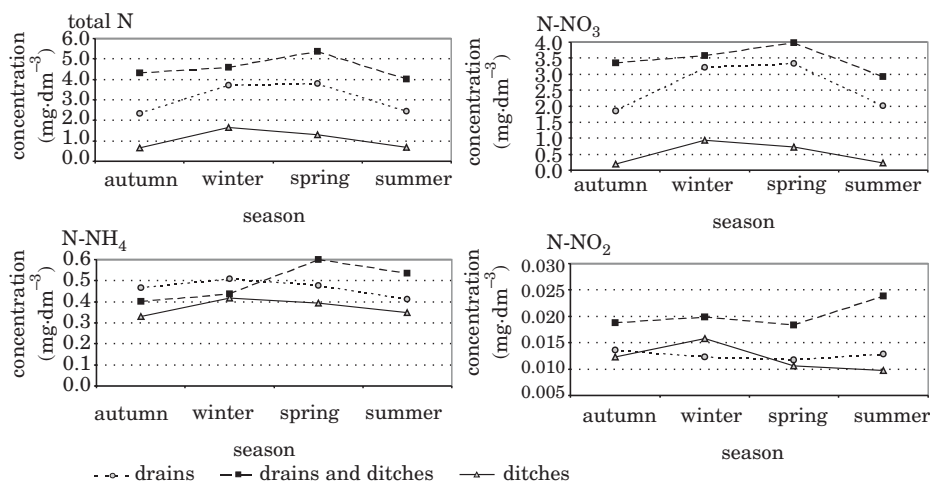 total N
concentration
(mg·dm⁻³)
6.0
5.0
4.0
3.0
2.0
1.0
0.0
autumn winter spring summer
season
N-NO₃
concentration
(mg·dm⁻³)
4.0
3.5
3.0
2.5
2.0
1.5
1.0
0.5
0.0
autumn winter spring summer
season
N-NH₄
concentration
(mg·dm⁻³)
0.6
0.5
0.4
0.3
0.2
0.1
0.0
autumn winter spring summer
season
N-NO₂
concentration
(mg·dm⁻³)
0.030
0.025
0.020
0.015
0.010
0.005
autumn winter spring summer
season
drains drains and ditches ditches